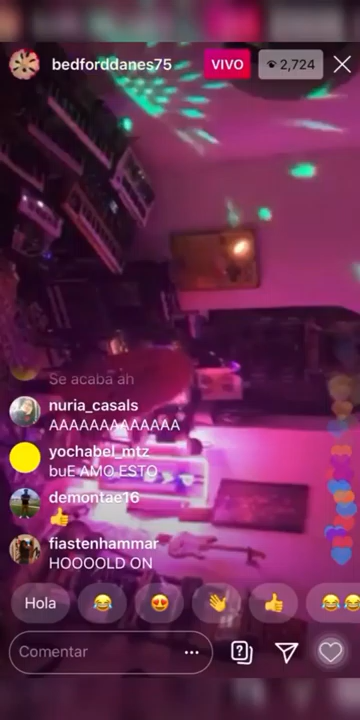 bedforddanes75
VIVO
2,724
Se acaba ah
nuria_casals
AAAAAAAAAAAAA
yochabel_mtz
buE AMO ESTO
demontae16
fiastenhammar
HOOOOLD ON
Hola
Comentar